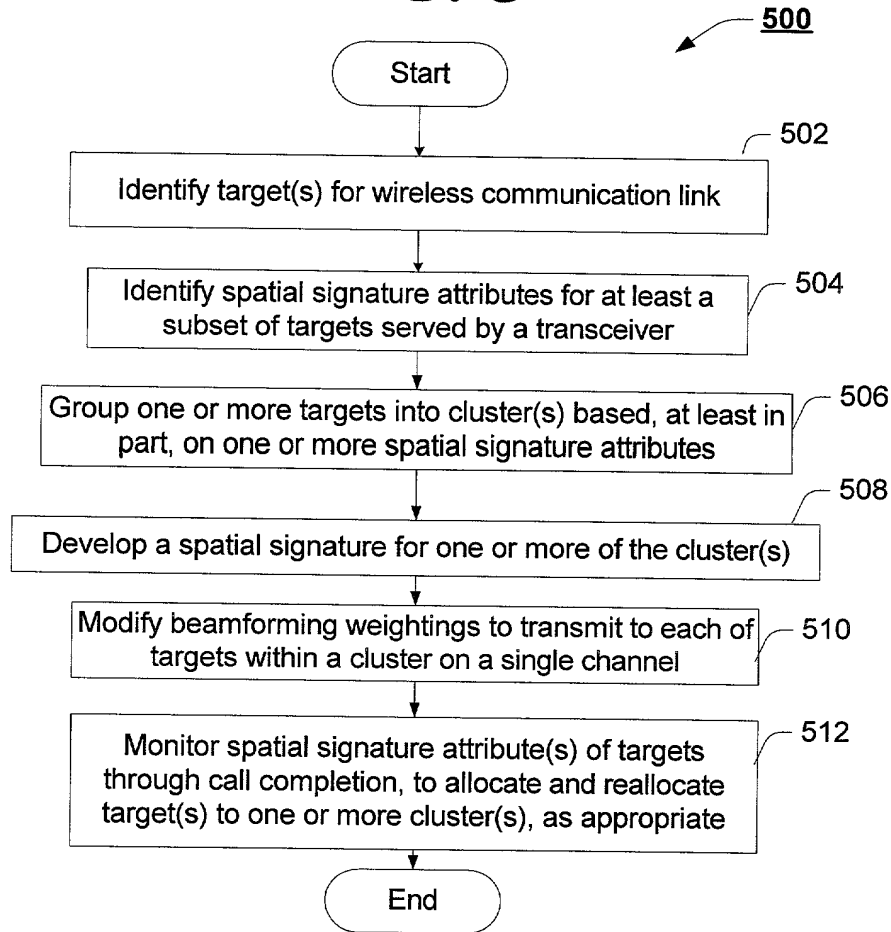 500
Start
502
Identify target(s) for wireless communication link
504
Identify spatial signature attributes for at least a
subset of targets served by a transceiver
506
Group one or more targets into cluster(s) based, at least in
part, on one or more spatial signature attributes
508
Develop a spatial signature for one or more of the cluster(s)
510
Modify beamforming weightings to transmit to each of
targets within a cluster on a single channel
512
Monitor spatial signature attribute(s) of targets
through call completion, to allocate and reallocate
target(s) to one or more cluster(s), as appropriate
End